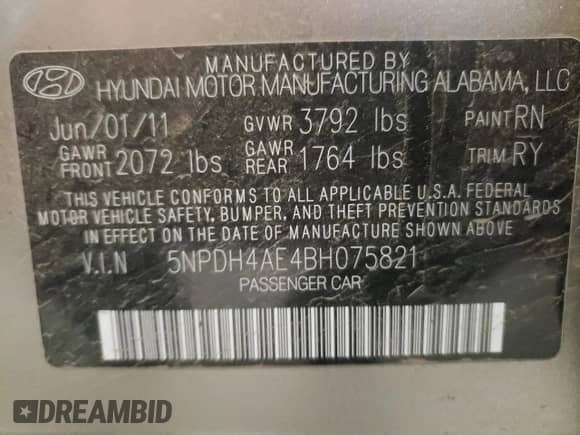 MANUFACTURED BY
HYUNDAI MOTOR MANUFACTURING ALABAMA, LLC
Jun/01/11 GVWR 3792 lbs PAINT RN
GAWR FRONT 2072 lbs GAWR REAR 1764 lbs TRIM RY
THIS VEHICLE CONFORMS TO ALL APPLICABLE U.S.A. FEDERAL
MOTOR VEHICLE SAFETY, BUMPER, AND THEFT PREVENTION
STANDARDS IN EFFECT ON THE DATE OF MANUFACTURE SHOWN ABOVE
V.I.N 5NPDH4AE4BH075821
PASSENGER CAR
DREAMBID